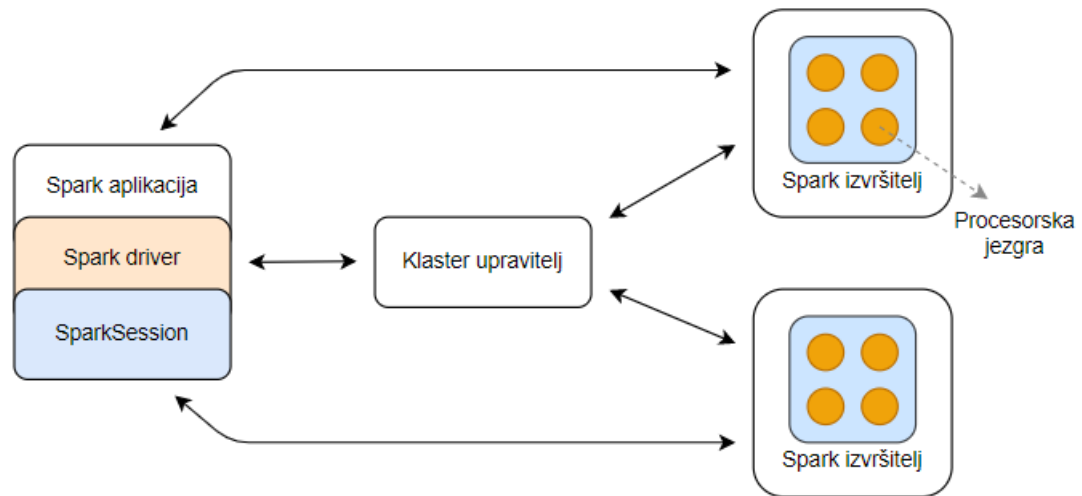 Spark aplikacija
Spark driver
SparkSession
Klaster upravitelj
Spark izvršitelj
Procesorska
jezgra
Spark izvršitelj